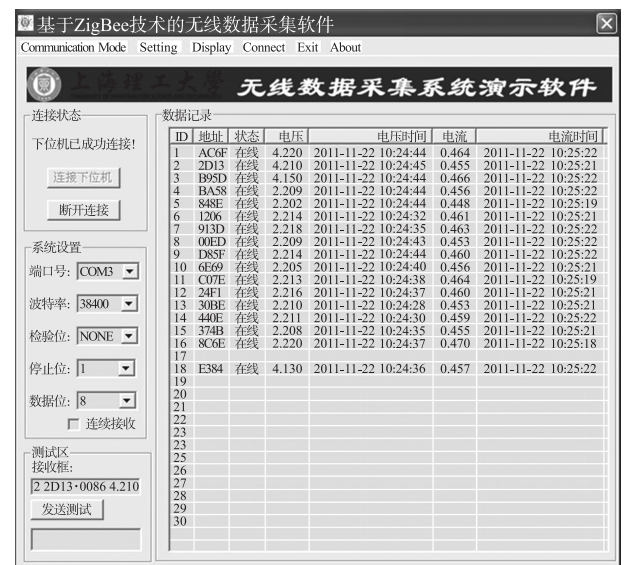 基于ZigBee技术的无线数据采集软件
Communication Mode Setting Display Connect Exit About
上海理工大学 无线数据采集系统演示软件
连接状态
下位机已成功连接!
连接下位机
断开连接
系统设置
端口号: COM3
波特率: 38400
检验位: NONE
停止位: 1
数据位: 8
连续接收
测试区
接收框:
2 2D13·0086 4.210
发送测试
数据记录
ID 地址 状态 电压 电压时间 电流 电流时间
1 AC6F 在线 4.220 2011-11-22 10:24:44 0.464 2011-11-22 10:25:22
2 2D13 在线 4.210 2011-11-22 10:24:45 0.455 2011-11-22 10:25:21
3 B95D 在线 4.150 2011-11-22 10:24:44 0.466 2011-11-22 10:25:22
4 BA58 在线 2.209 2011-11-22 10:24:44 0.456 2011-11-22 10:25:22
5 848E 在线 2.202 2011-11-22 10:24:44 0.448 2011-11-22 10:25:19
6 1206 在线 2.214 2011-11-22 10:24:32 0.461 2011-11-22 10:25:21
7 913D 在线 2.218 2011-11-22 10:24:35 0.463 2011-11-22 10:25:22
8 00ED 在线 2.209 2011-11-22 10:24:43 0.453 2011-11-22 10:25:22
9 D85F 在线 2.214 2011-11-22 10:24:44 0.460 2011-11-22 10:25:22
10 6E69 在线 2.205 2011-11-22 10:24:40 0.456 2011-11-22 10:25:21
11 C07E 在线 2.213 2011-11-22 10:24:38 0.464 2011-11-22 10:25:19
12 24F1 在线 2.216 2011-11-22 10:24:37 0.460 2011-11-22 10:25:21
13 30BE 在线 2.210 2011-11-22 10:24:28 0.453 2011-11-22 10:25:21
14 440E 在线 2.211 2011-11-22 10:24:30 0.459 2011-11-22 10:25:22
15 374B 在线 2.208 2011-11-22 10:24:35 0.455 2011-11-22 10:25:21
16 8C6E 在线 2.220 2011-11-22 10:24:37 0.470 2011-11-22 10:25:18
17
18 E384 在线 4.130 2011-11-22 10:24:36 0.457 2011-11-22 10:25:22
19
20
21
22
23
23
25
26
27
28
29
30